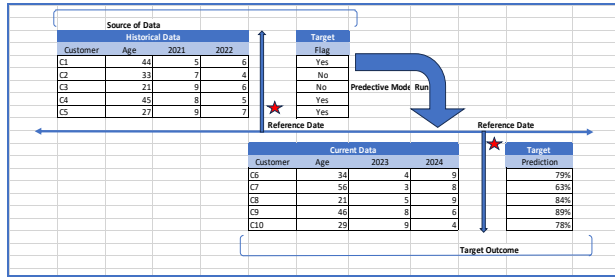 Source of Data
Historical Data Target
Customer Age 2021 2022 Flag
C1 44 5 6 Yes
C2 33 7 4 No
C3 21 9 6 No
C4 45 8 5 Yes
C5 27 9 7 Yes
Predective Mode Run
Reference Date Reference Date
Current Data Target
Customer Age 2023 2024 Prediction
C6 34 4 9 79%
C7 56 3 8 63%
C8 21 5 9 84%
C9 46 8 6 89%
C10 29 9 4 78%
Target Outcome